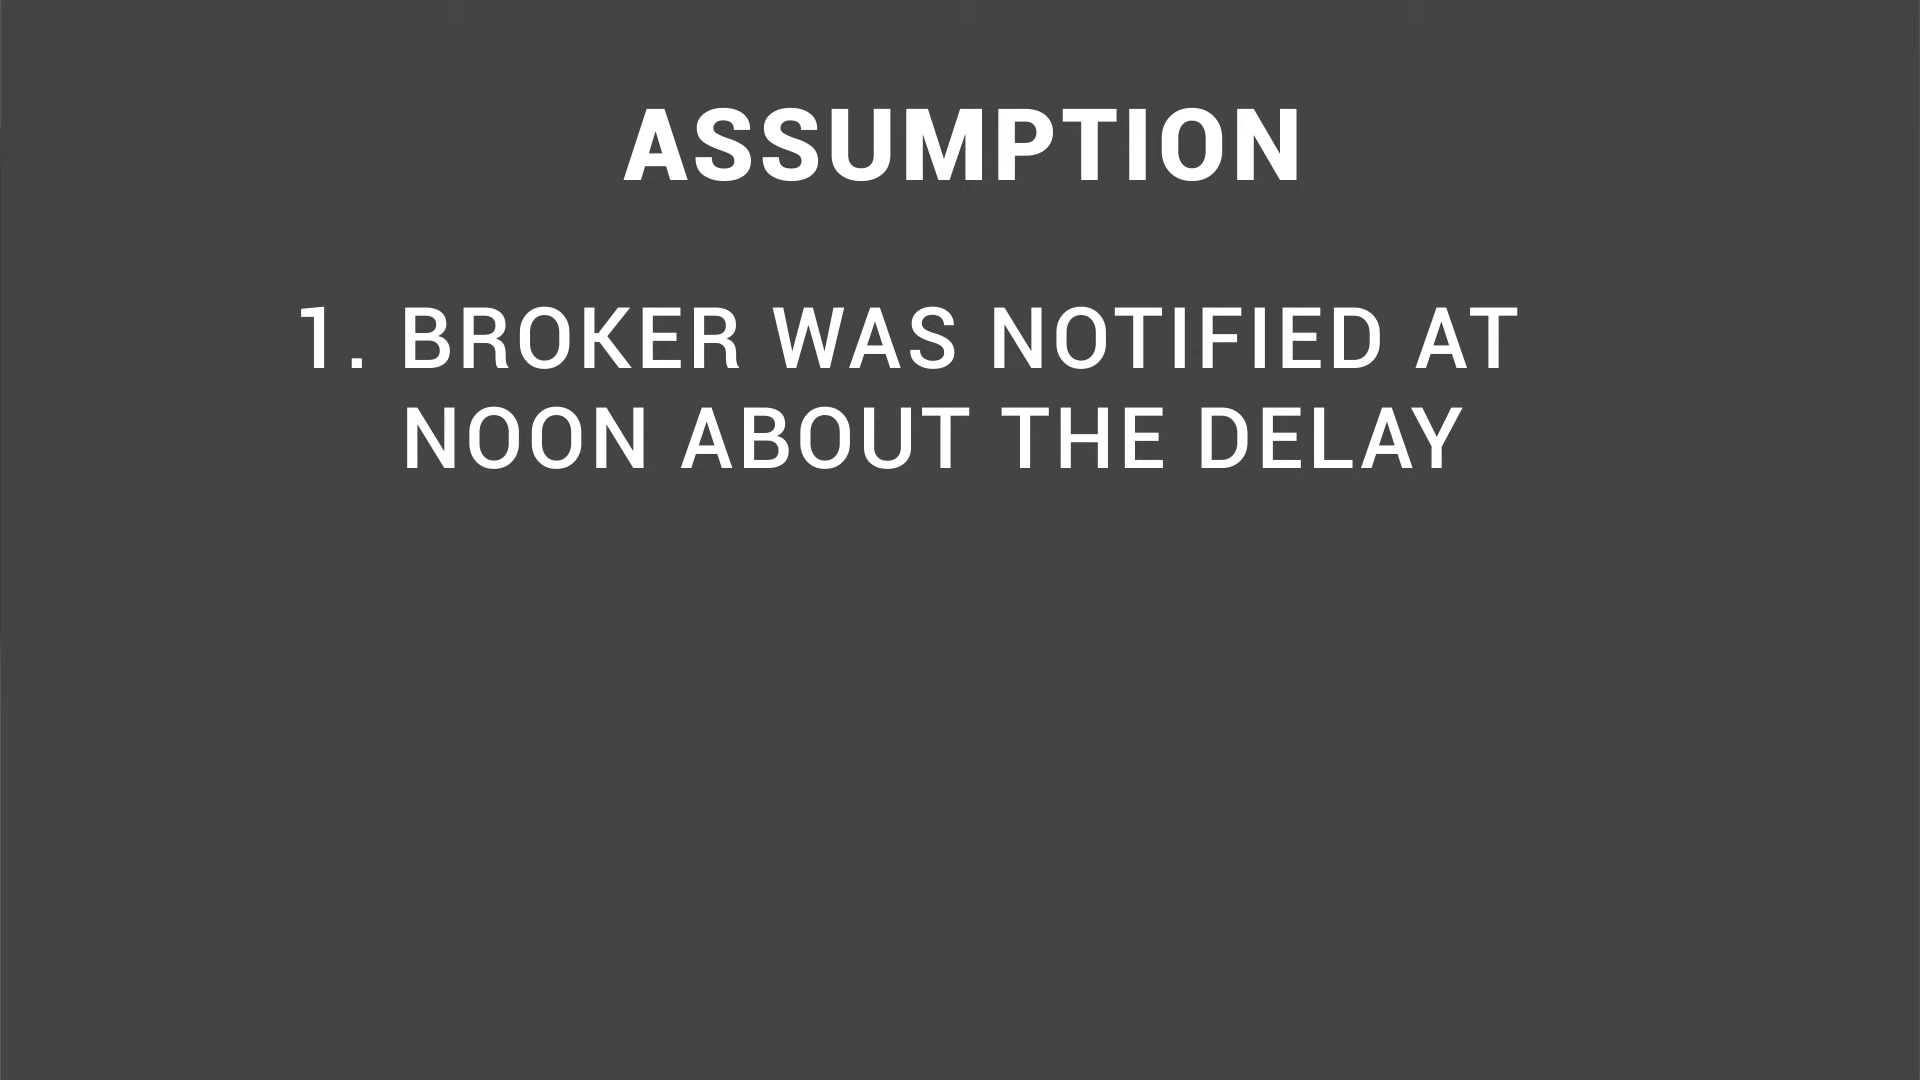 ASSUMPTION
1. BROKER WAS NOTIFIED AT
NOON ABOUT THE DELAY